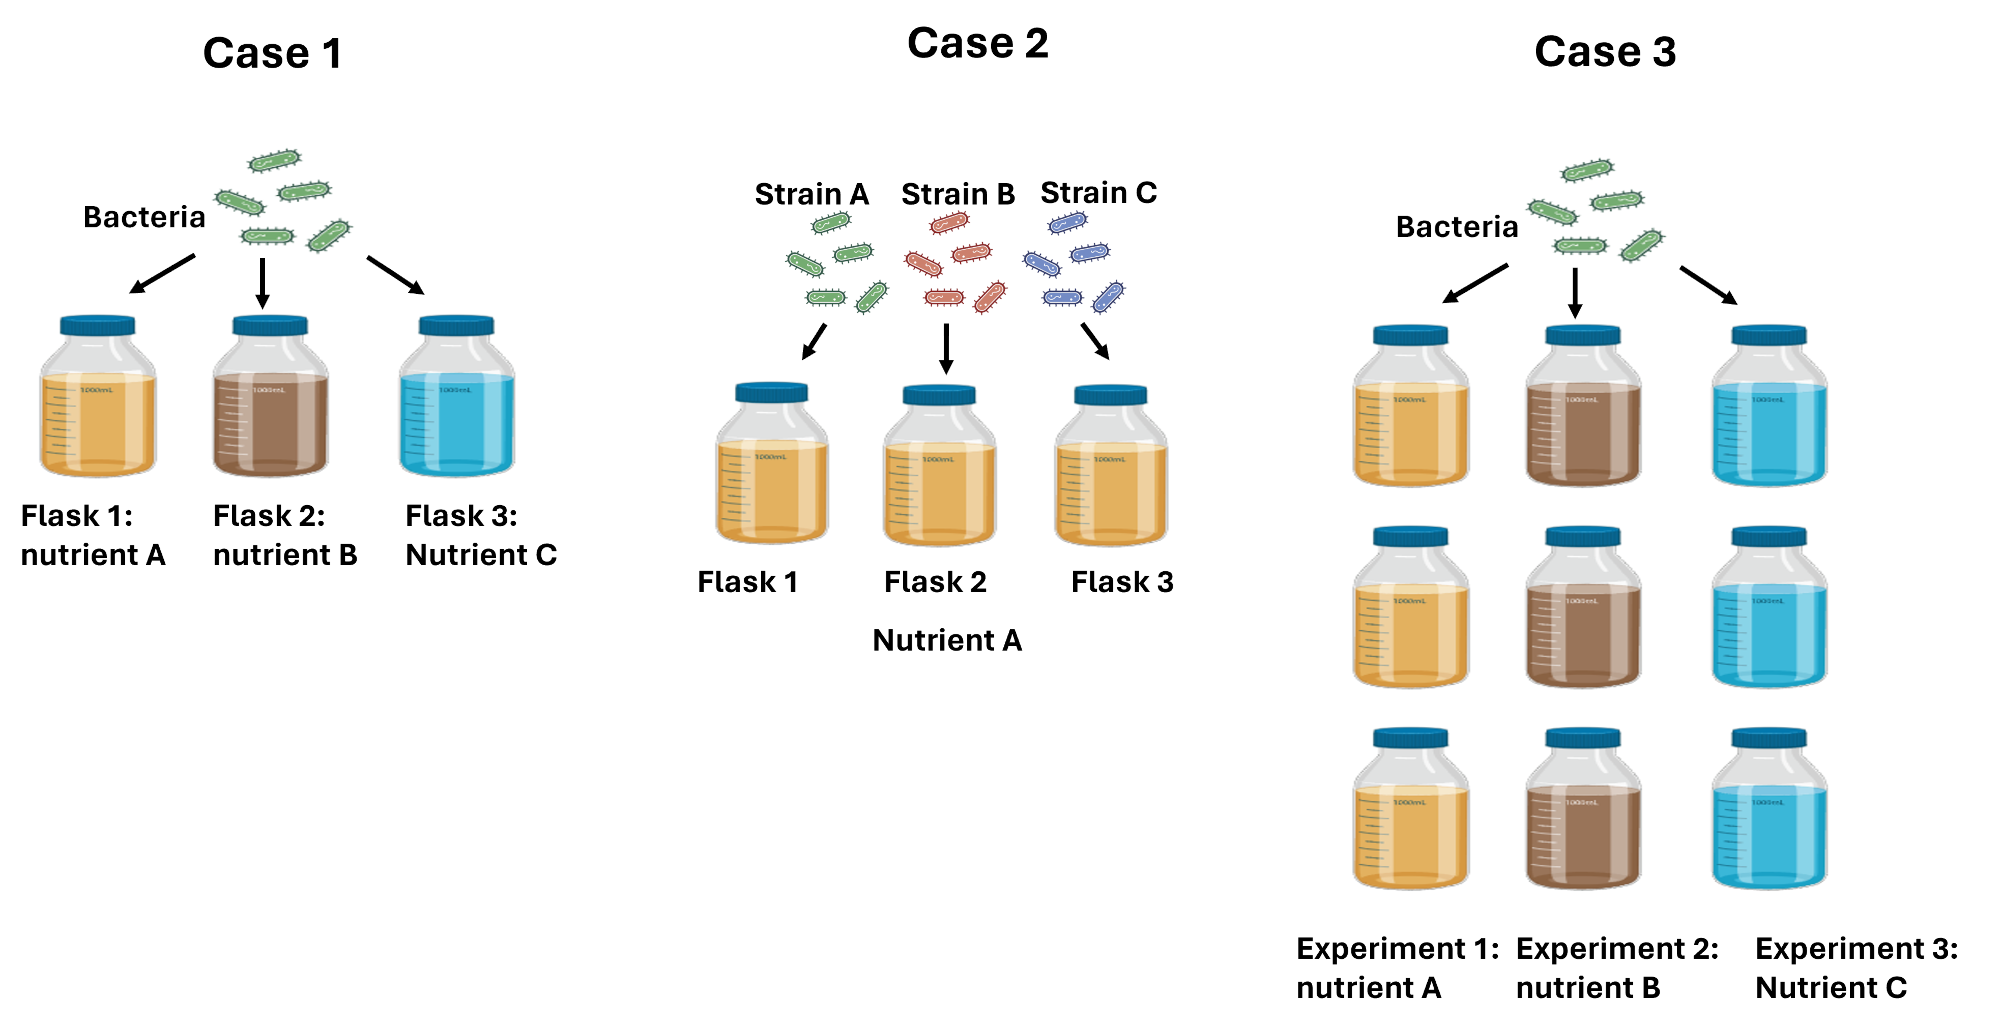 Case 1
Bacteria
1000mL
1000mL
1000mL
Flask 1:
nutrient A
Flask 2:
nutrient B
Flask 3:
Nutrient C
Case 2
Strain A
Strain B
Strain C
1000mL
1000mL
1000mL
Flask 1
Flask 2
Flask 3
Nutrient A
Case 3
Bacteria
1000mL
1000mL
1000mL
1000mL
1000mL
1000mL
1000mL
1000mL
1000mL
Experiment 1:
nutrient A
Experiment 2:
nutrient B
Experiment 3:
Nutrient C